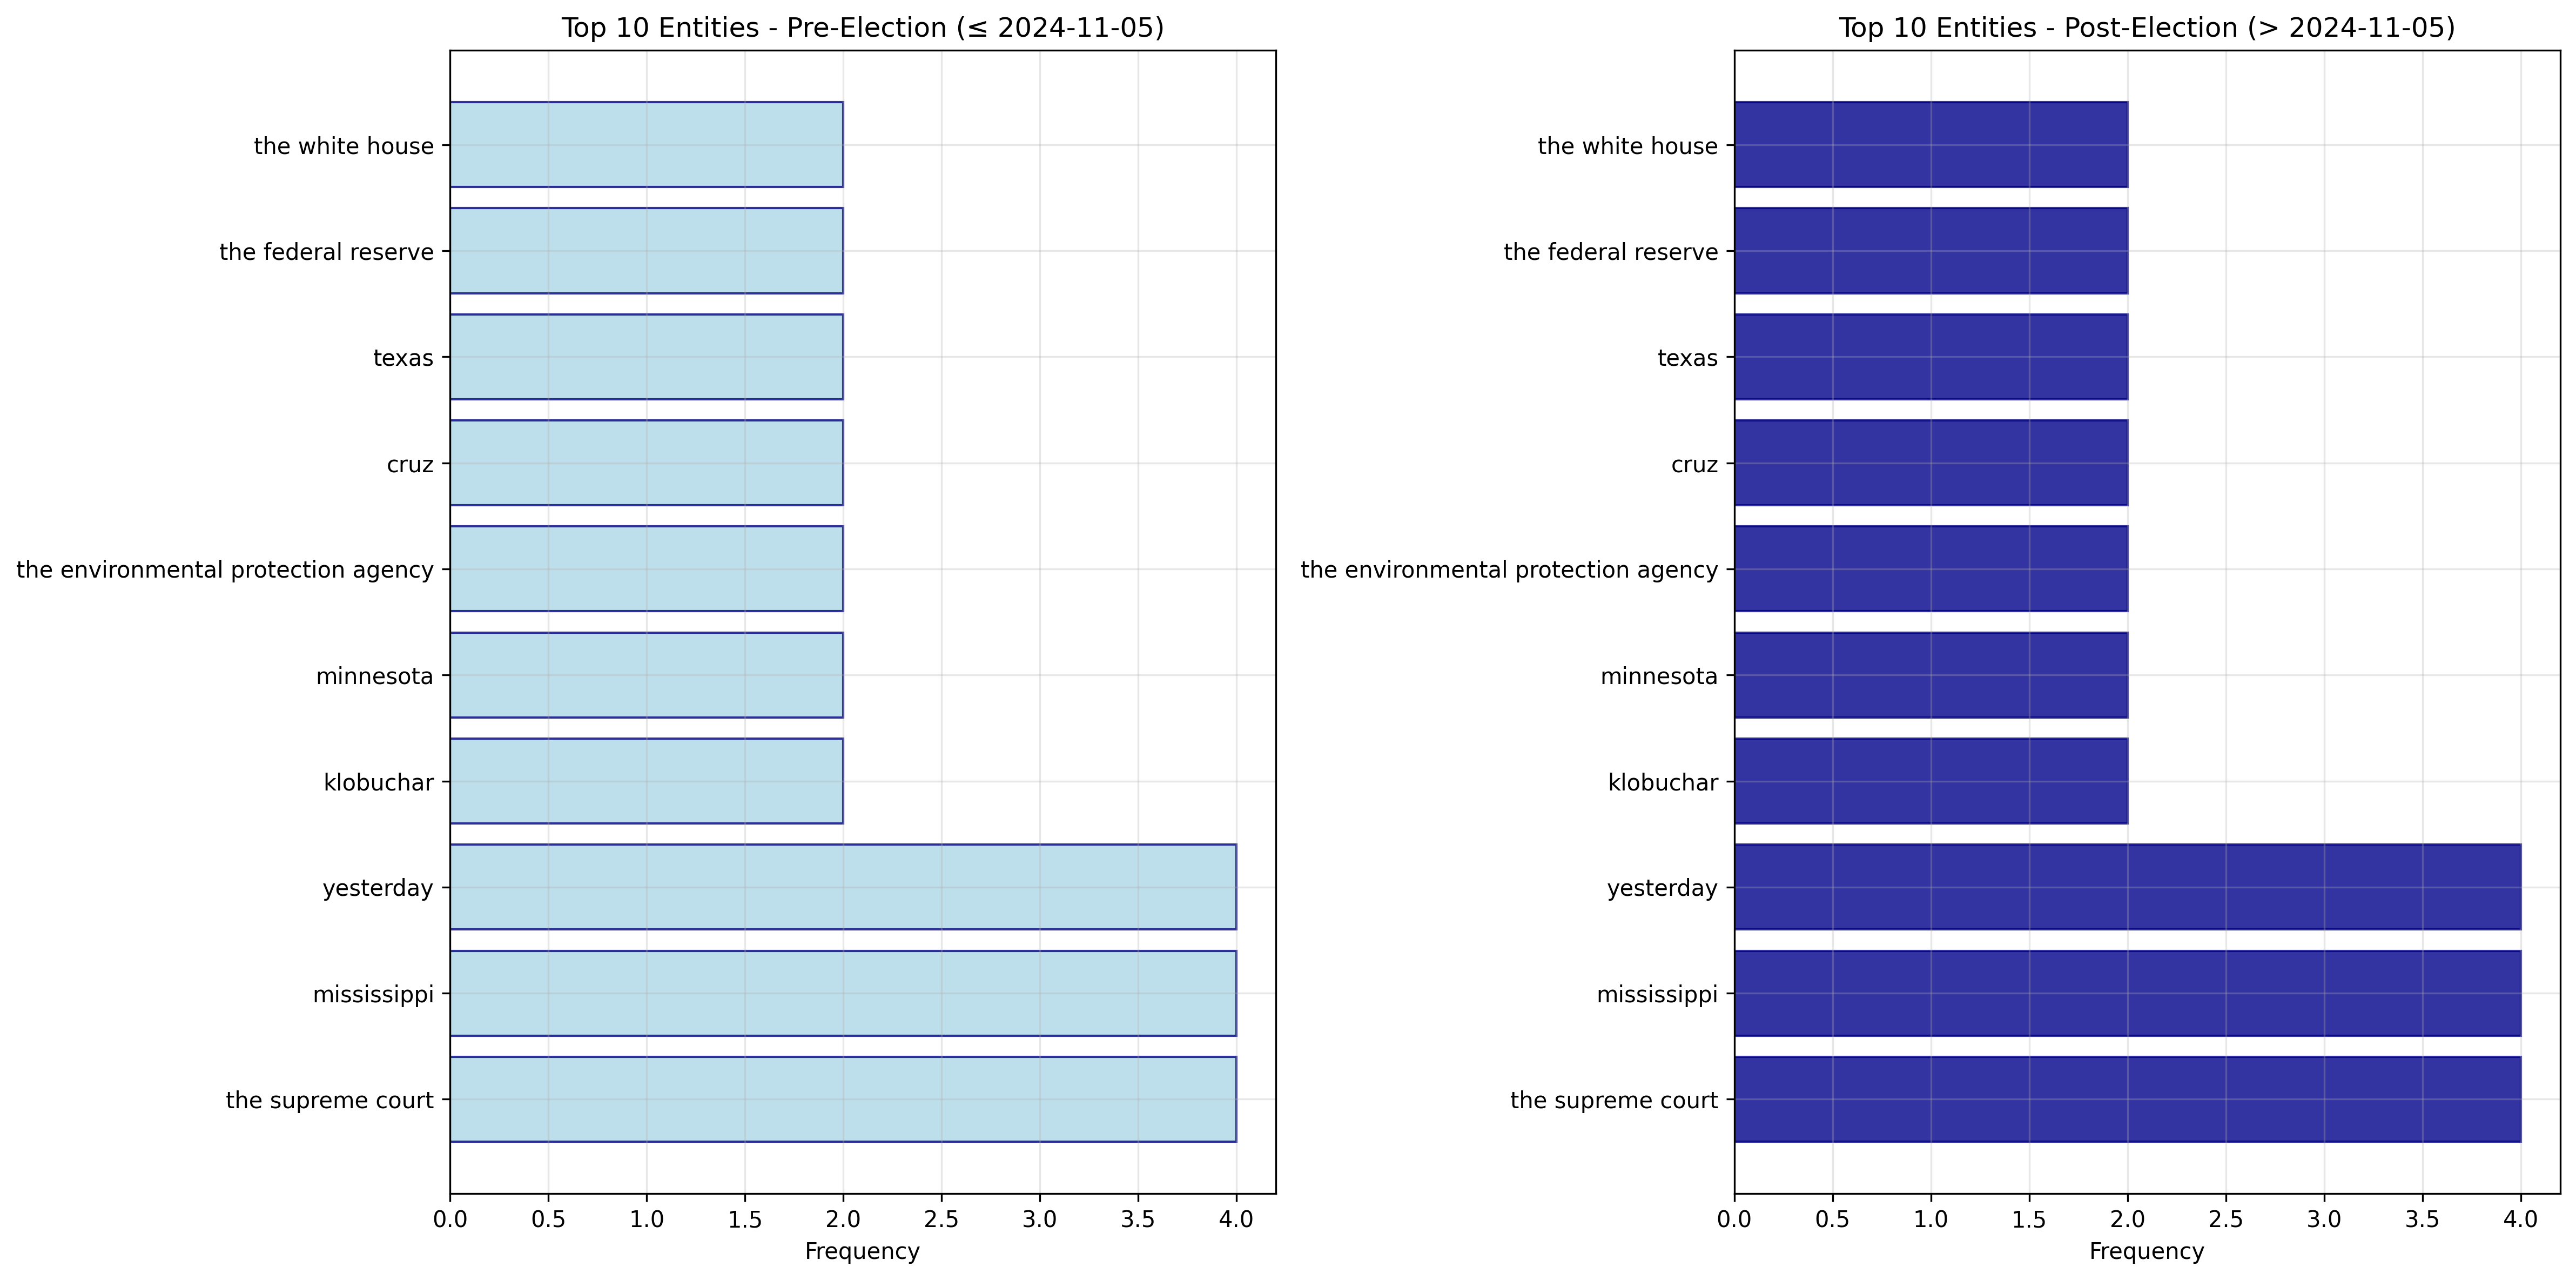 Top 10 Entities - Pre-Election (≤ 2024-11-05)
the white house
the federal reserve
texas
cruz
the environmental protection agency
minnesota
klobuchar
yesterday
mississippi
the supreme court
0.0 0.5 1.0 1.5 2.0 2.5 3.0 3.5 4.0
Frequency
Top 10 Entities - Post-Election (> 2024-11-05)
the white house
the federal reserve
texas
cruz
the environmental protection agency
minnesota
klobuchar
yesterday
mississippi
the supreme court
0.0 0.5 1.0 1.5 2.0 2.5 3.0 3.5 4.0
Frequency